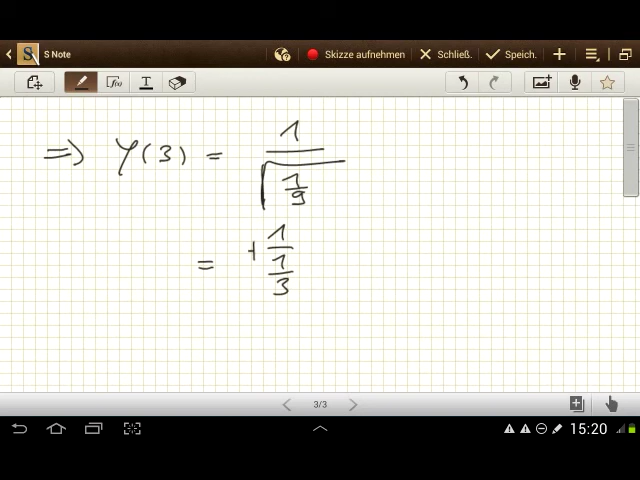 S Note
Skizze aufnehmen
Schließ.
Speich.
f(x)
T
=> Y(3) = 1/√(1/9)
= +1/(1/3)
3/3
15:20